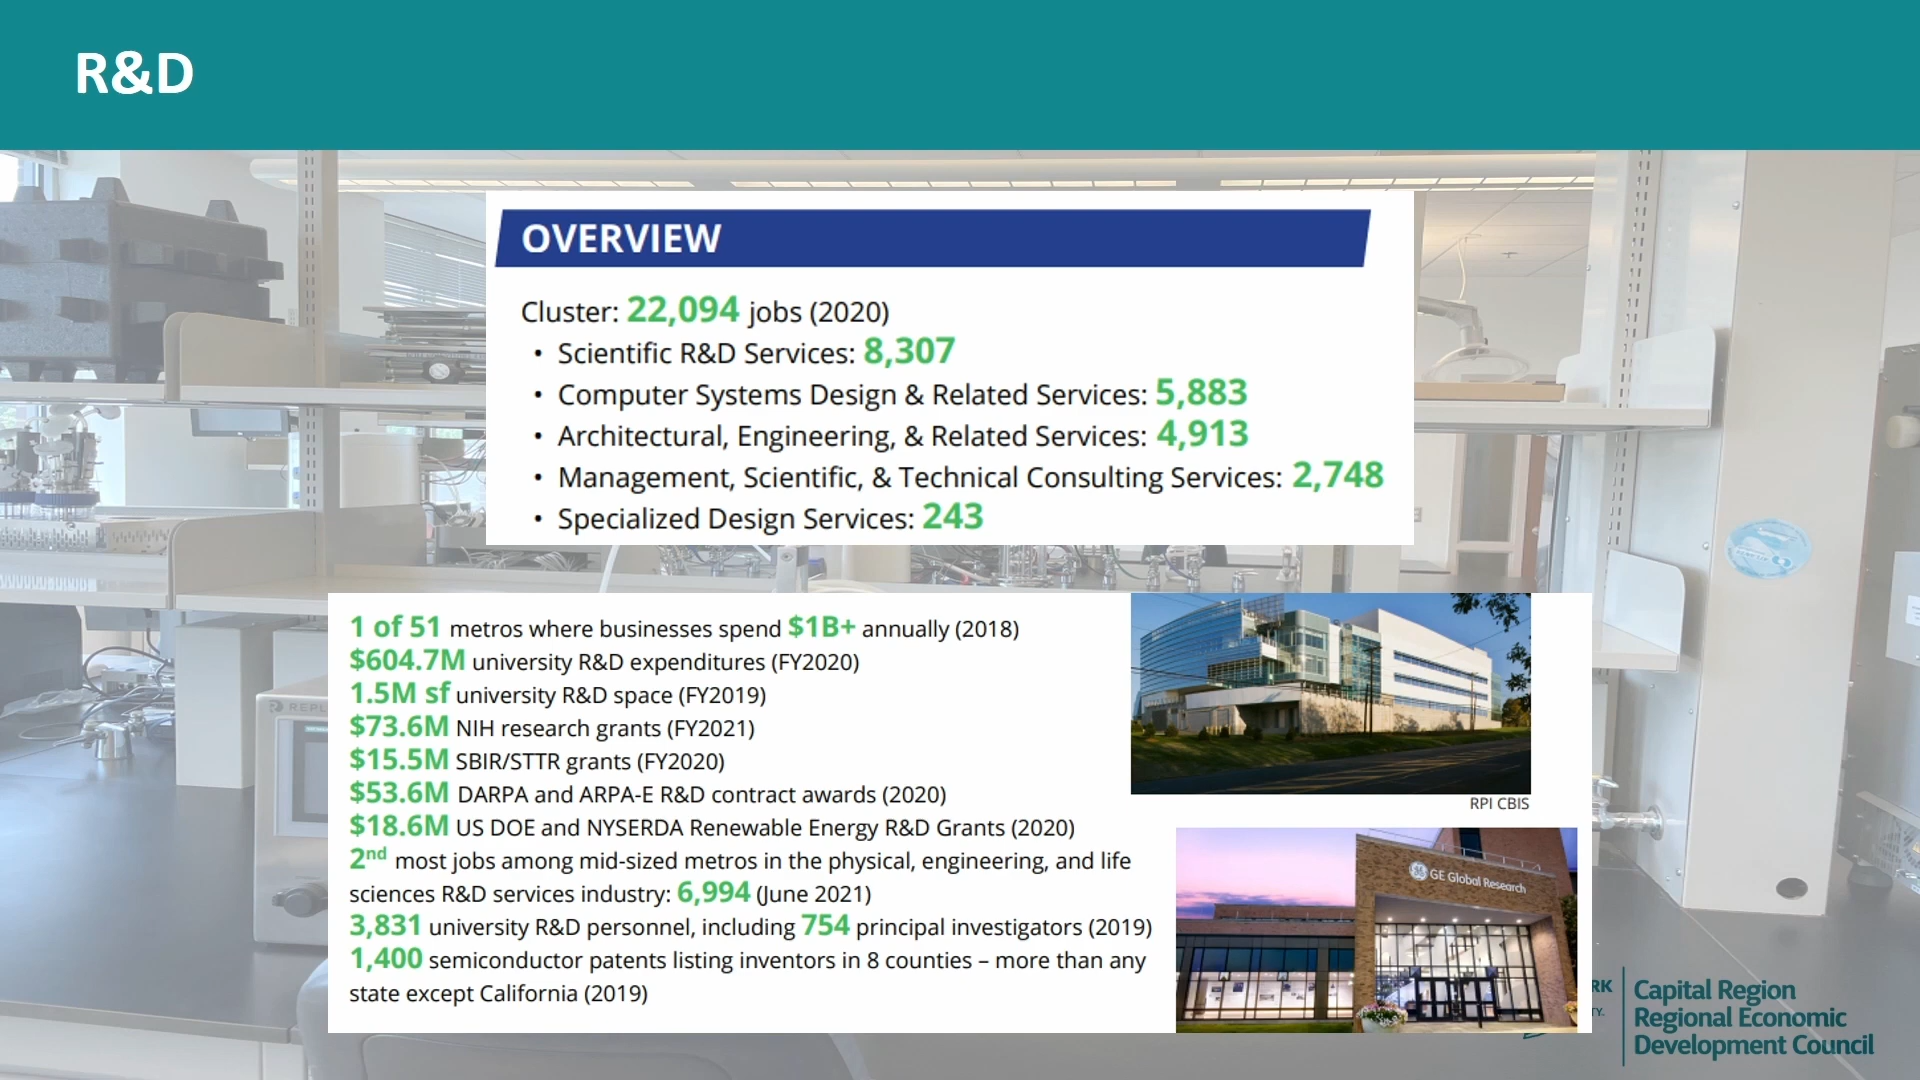 R&D
OVERVIEW
Cluster: 22,094 jobs (2020)
• Scientific R&D Services: 8,307
• Computer Systems Design & Related Services: 5,883
• Architectural, Engineering, & Related Services: 4,913
• Management, Scientific, & Technical Consulting Services: 2,748
• Specialized Design Services: 243
1 of 51 metros where businesses spend $1B+ annually (2018)
$604.7M university R&D expenditures (FY2020)
1.5M sf university R&D space (FY2019)
$73.6M NIH research grants (FY2021)
$15.5M SBIR/STTR grants (FY2020)
$53.6M DARPA and ARPA-E R&D contract awards (2020)
$18.6M US DOE and NYSERDA Renewable Energy R&D Grants (2020)
2nd most jobs among mid-sized metros in the physical, engineering, and life
sciences R&D services industry: 6,994 (June 2021)
3,831 university R&D personnel, including 754 principal investigators (2019)
1,400 semiconductor patents listing inventors in 8 counties – more than any
state except California (2019)
RPI CBIS
GE Global Research
RK
TY.
Capital Region
Regional Economic
Development Council